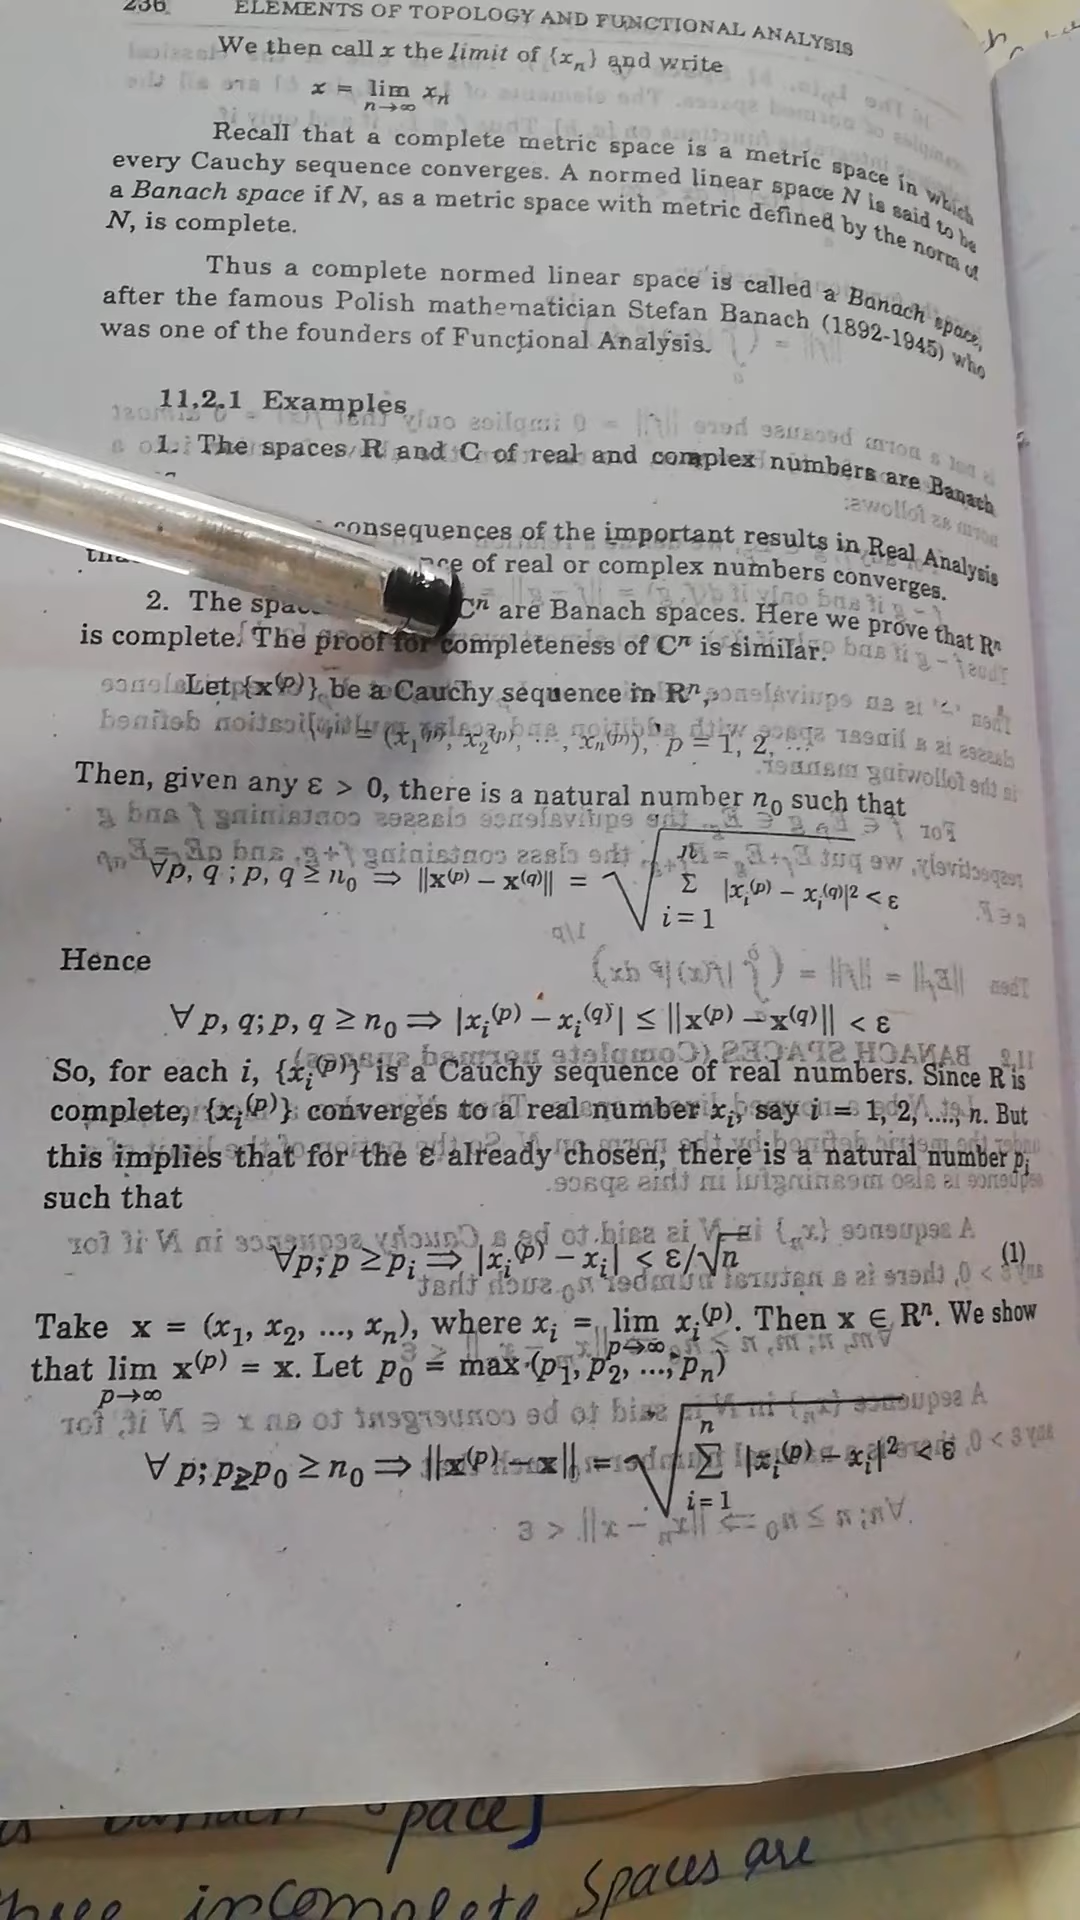 236 ELEMENTS OF TOPOLOGY AND FUNCTIONAL ANALYSIS
We then call x the limit of {xₙ} and write
x = lim xₙ
n→∞
Recall that a complete metric space is a metric space in which
every Cauchy sequence converges. A normed linear space N is said to be
a Banach space if N, as a metric space with metric defined by the norm of
N, is complete.
Thus a complete normed linear space is called a Banach space,
after the famous Polish mathematician Stefan Banach (1892-1945) who
was one of the founders of Functional Analysis.
11.2.1 Examples
1. The spaces R and C of real and complex numbers are Banach
consequences of the important results in Real Analysis
of real or complex numbers converges.
2. The Cⁿ are Banach spaces. Here we prove that Rⁿ
is complete. The proof for completeness of Cⁿ is similar.
Let {x⁽ᵖ⁾} be a Cauchy sequence in Rⁿ,
= (x₁⁽ᵖ⁾, x₂⁽ᵖ⁾, ..., xₙ⁽ᵖ⁾), p = 1, 2, ...
Then, given any ε > 0, there is a natural number n₀ such that
∀p, q ; p, q ≥ n₀ ⇒ ||x⁽ᵖ⁾ − x⁽q⁾|| = √ n Σ i = 1 |xᵢ⁽ᵖ⁾ − xᵢ⁽q⁾|² < ε
Hence
∀ p, q; p, q ≥ n₀ ⇒ |xᵢ⁽ᵖ⁾ − xᵢ⁽q⁾| ≤ ||x⁽ᵖ⁾ − x⁽q⁾|| < ε
So, for each i, {xᵢ⁽ᵖ⁾} is a Cauchy sequence of real numbers. Since R is
complete, {xᵢ⁽ᵖ⁾} converges to a real number xᵢ, say i = 1, 2, ...., n. But
this implies that for the ε already chosen, there is a natural number pᵢ
such that
∀p; p ≥ pᵢ ⇒ |xᵢ⁽ᵖ⁾ − xᵢ| < ε/√n (1)
Take x = (x₁, x₂, ..., xₙ), where xᵢ = lim xᵢ⁽ᵖ⁾. Then x ∈ Rⁿ. We show
p→∞
that lim x⁽ᵖ⁾ = x. Let p₀ = max (p₁, p₂, ..., pₙ)
p→∞
∀ p; p ≥ p₀ ≥ n₀ ⇒ ||x⁽ᵖ⁾ − x|| = √ n Σ i=1 |xᵢ⁽ᵖ⁾ − xᵢ|² < ε
space]
incomplete spaces are